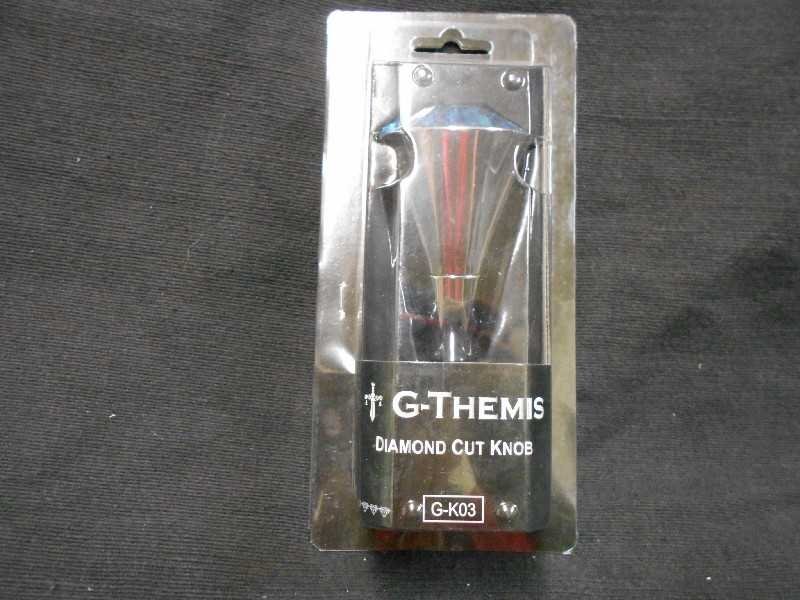 G-THEMIS
DIAMOND CUT KNOB
G-K03